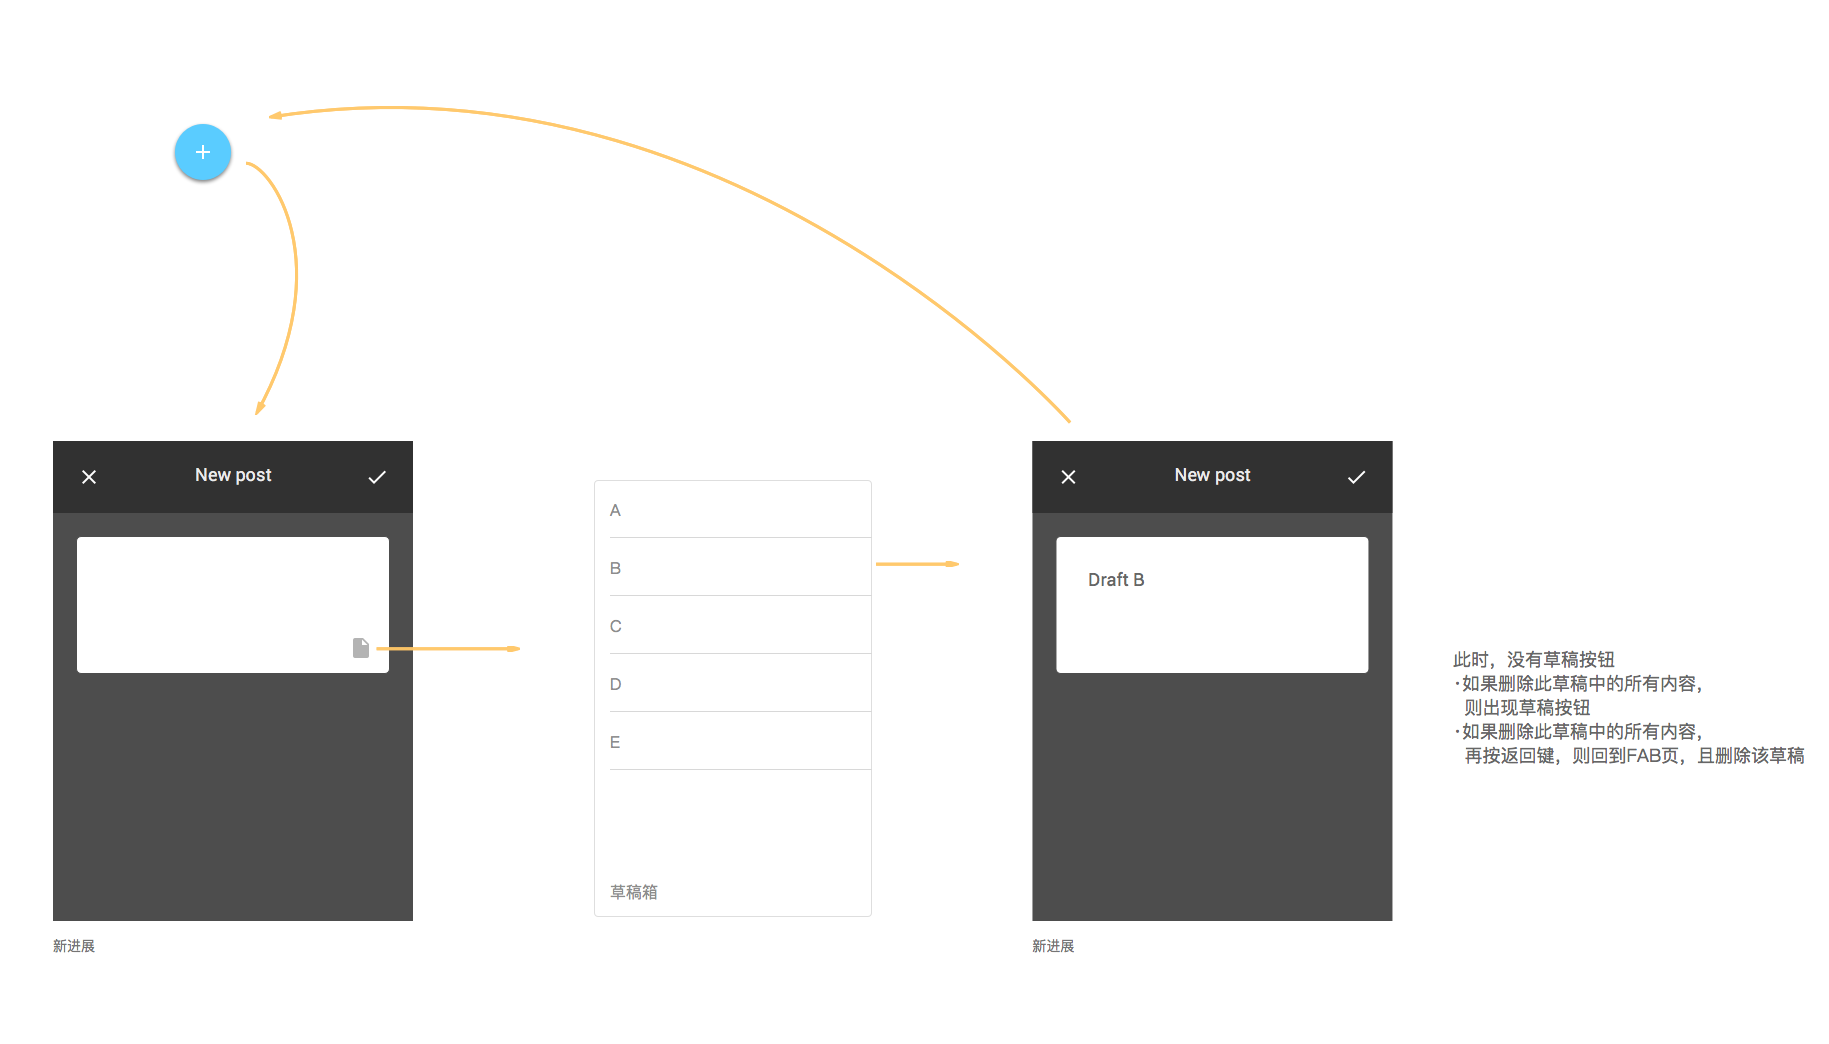 New post
新进展
A
B
C
D
E
草稿箱
New post
Draft B
新进展
此时，没有草稿按钮
·如果删除此草稿中的所有内容，
则出现草稿按钮
·如果删除此草稿中的所有内容，
再按返回键，则回到FAB页，且删除该草稿